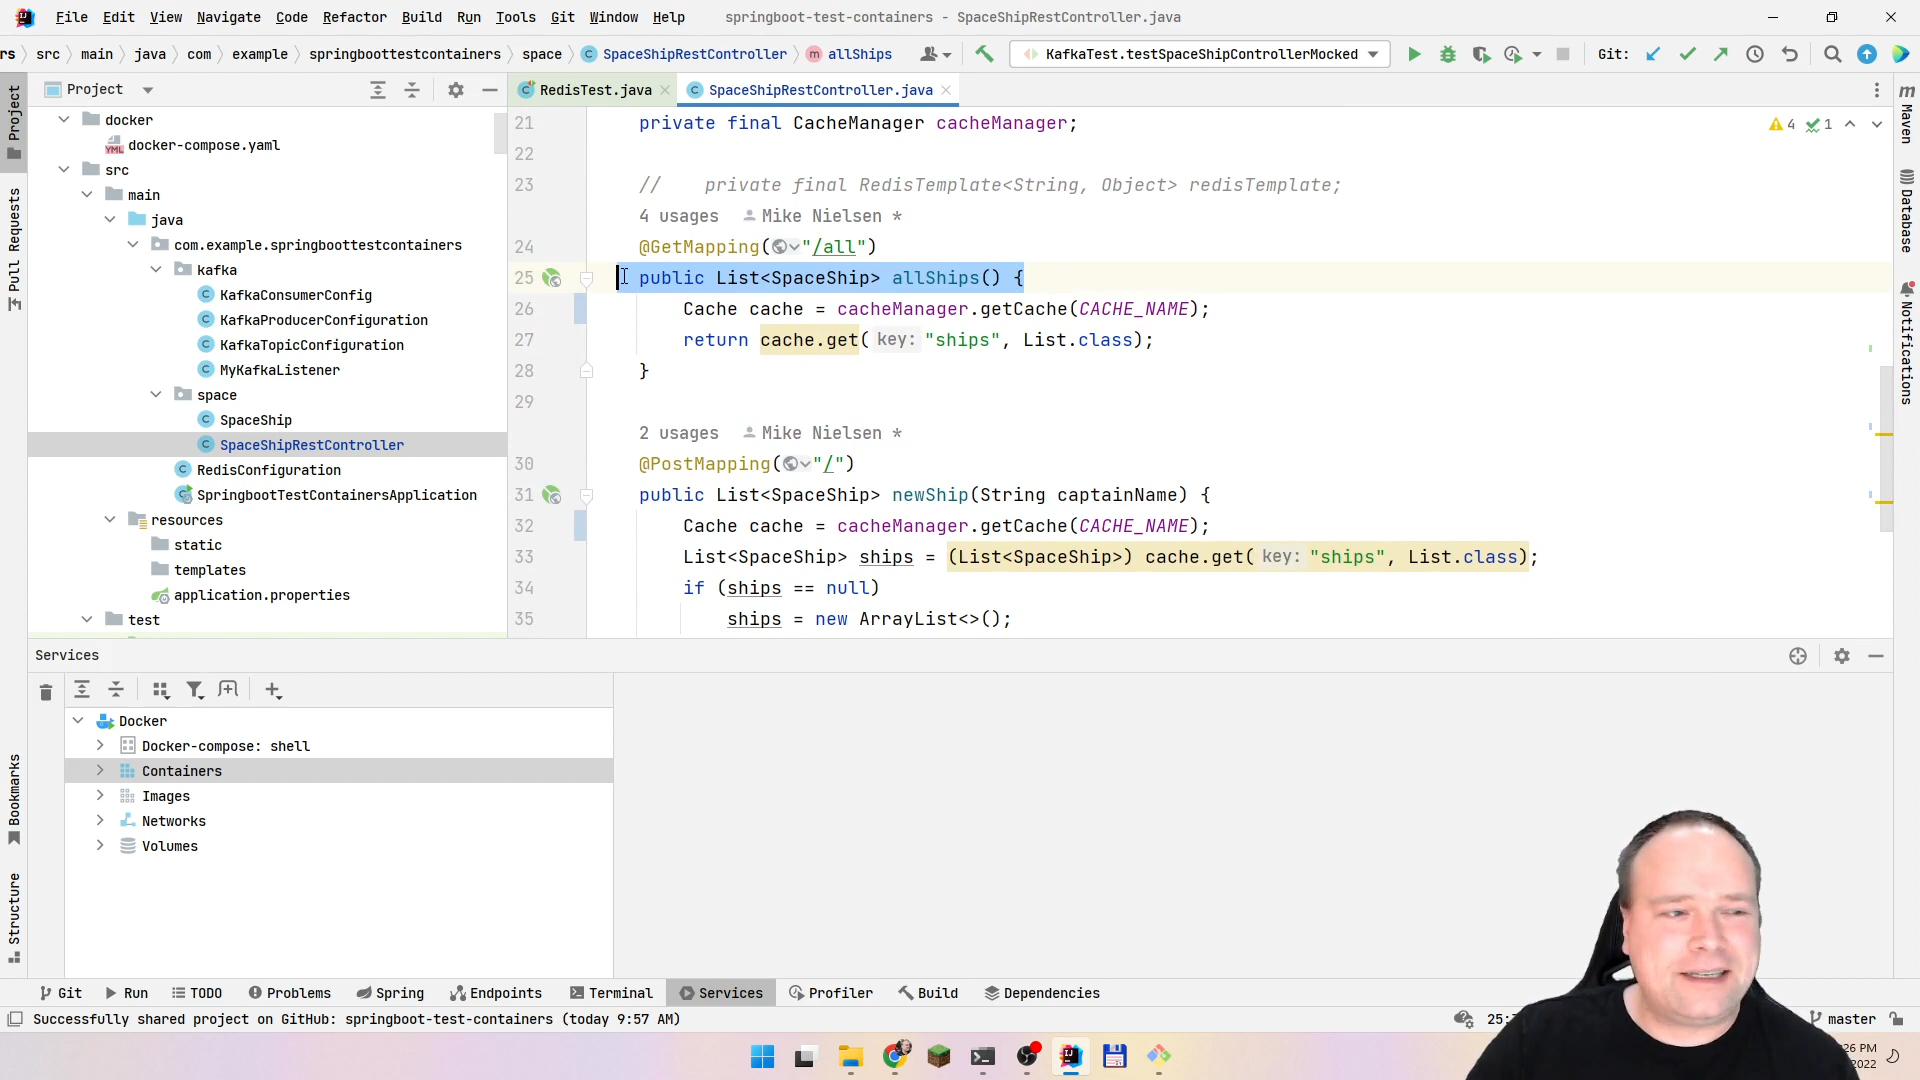 File Edit View Navigate Code Refactor Build Run Tools Git Window Help springboot-test-containers - SpaceShipRestController.java
rs src main java com example springboottestcontainers space SpaceShipRestController allShips KafkaTest.testSpaceShipControllerMocked Git:
Project RedisTest.java SpaceShipRestController.java
docker
docker-compose.yaml
src
main
java
com.example.springboottestcontainers
kafka
KafkaConsumerConfig
KafkaProducerConfiguration
KafkaTopicConfiguration
MyKafkaListener
space
SpaceShip
SpaceShipRestController
RedisConfiguration
SpringbootTestContainersApplication
resources
static
templates
application.properties
test
21 private final CacheManager cacheManager; 4 1
22
23 // private final RedisTemplate<String, Object> redisTemplate;
4 usages Mike Nielsen *
24 @GetMapping("/all")
25 public List<SpaceShip> allShips() {
26 Cache cache = cacheManager.getCache(CACHE_NAME);
27 return cache.get( key: "ships", List.class);
28 }
29
2 usages Mike Nielsen *
30 @PostMapping("/")
31 public List<SpaceShip> newShip(String captainName) {
32 Cache cache = cacheManager.getCache(CACHE_NAME);
33 List<SpaceShip> ships = (List<SpaceShip>) cache.get( key: "ships", List.class);
34 if (ships == null)
35 ships = new ArrayList<>();
Project
Pull Requests
Bookmarks
Structure
m Maven
Database
Notifications
Services
Docker
Docker-compose: shell
Containers
Images
Networks
Volumes
Git Run TODO Problems Spring Endpoints Terminal Services Profiler Build Dependencies
Successfully shared project on GitHub: springboot-test-containers (today 9:57 AM) 25: master
26 PM
2022